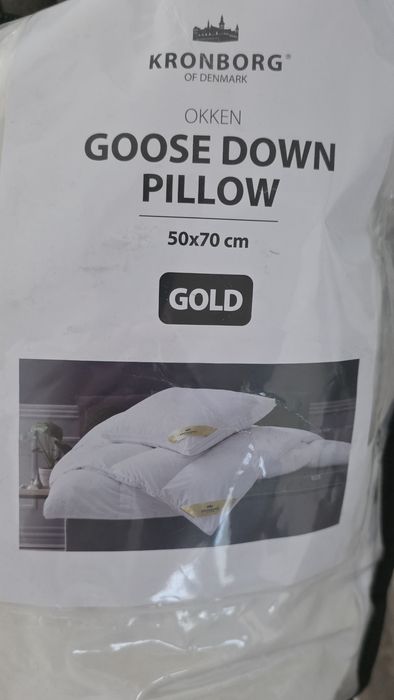 KRONBORG®
OF DENMARK
OKKEN
GOOSE DOWN
PILLOW
50x70 cm
GOLD